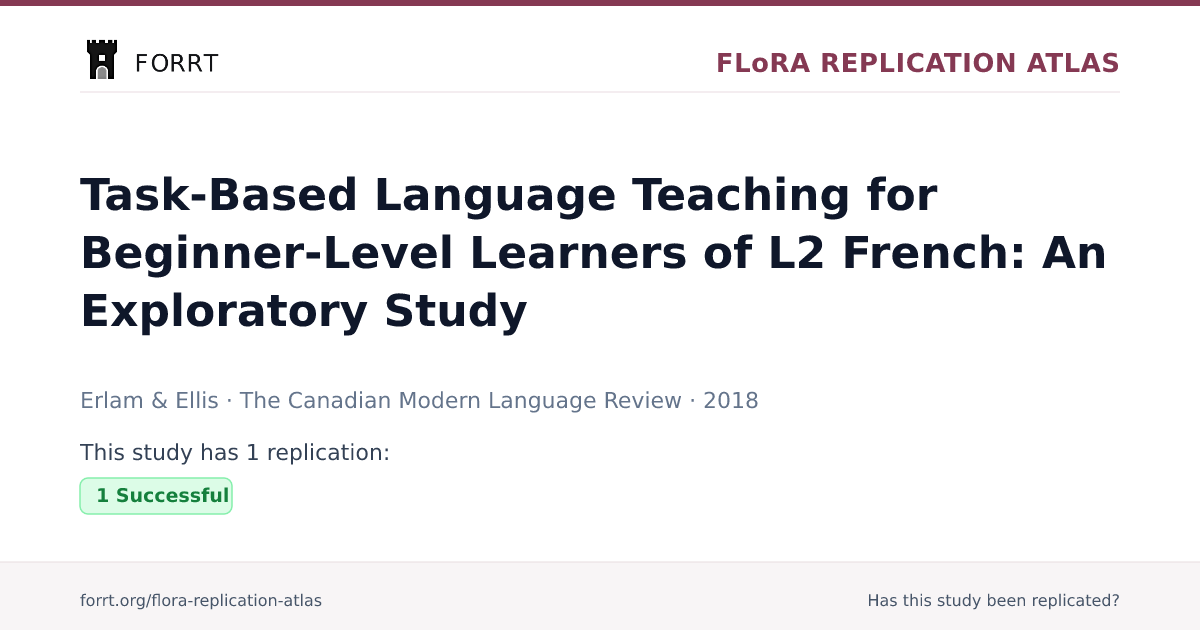 FORRT
FLoRA REPLICATION ATLAS
Task-Based Language Teaching for
Beginner-Level Learners of L2 French: An
Exploratory Study
Erlam & Ellis · The Canadian Modern Language Review · 2018
This study has 1 replication:
1 Successful
forrt.org/flora-replication-atlas
Has this study been replicated?